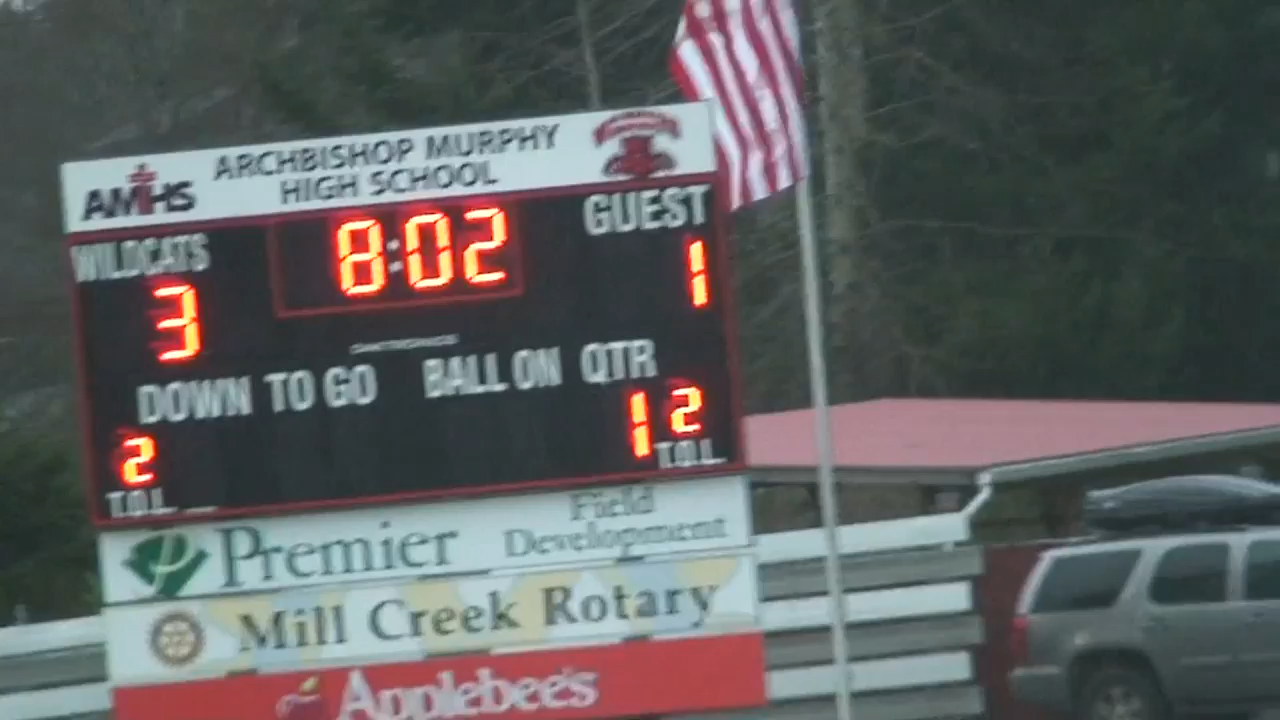 AMHS
ARCHBISHOP MURPHY
HIGH SCHOOL
WILDCATS
8:02
GUEST
3
1
DOWN TO GO BALL ON QTR
2
1 2
T.O.L.
T.O.L.
Premier
Field
Development
Mill Creek Rotary
Applebee's